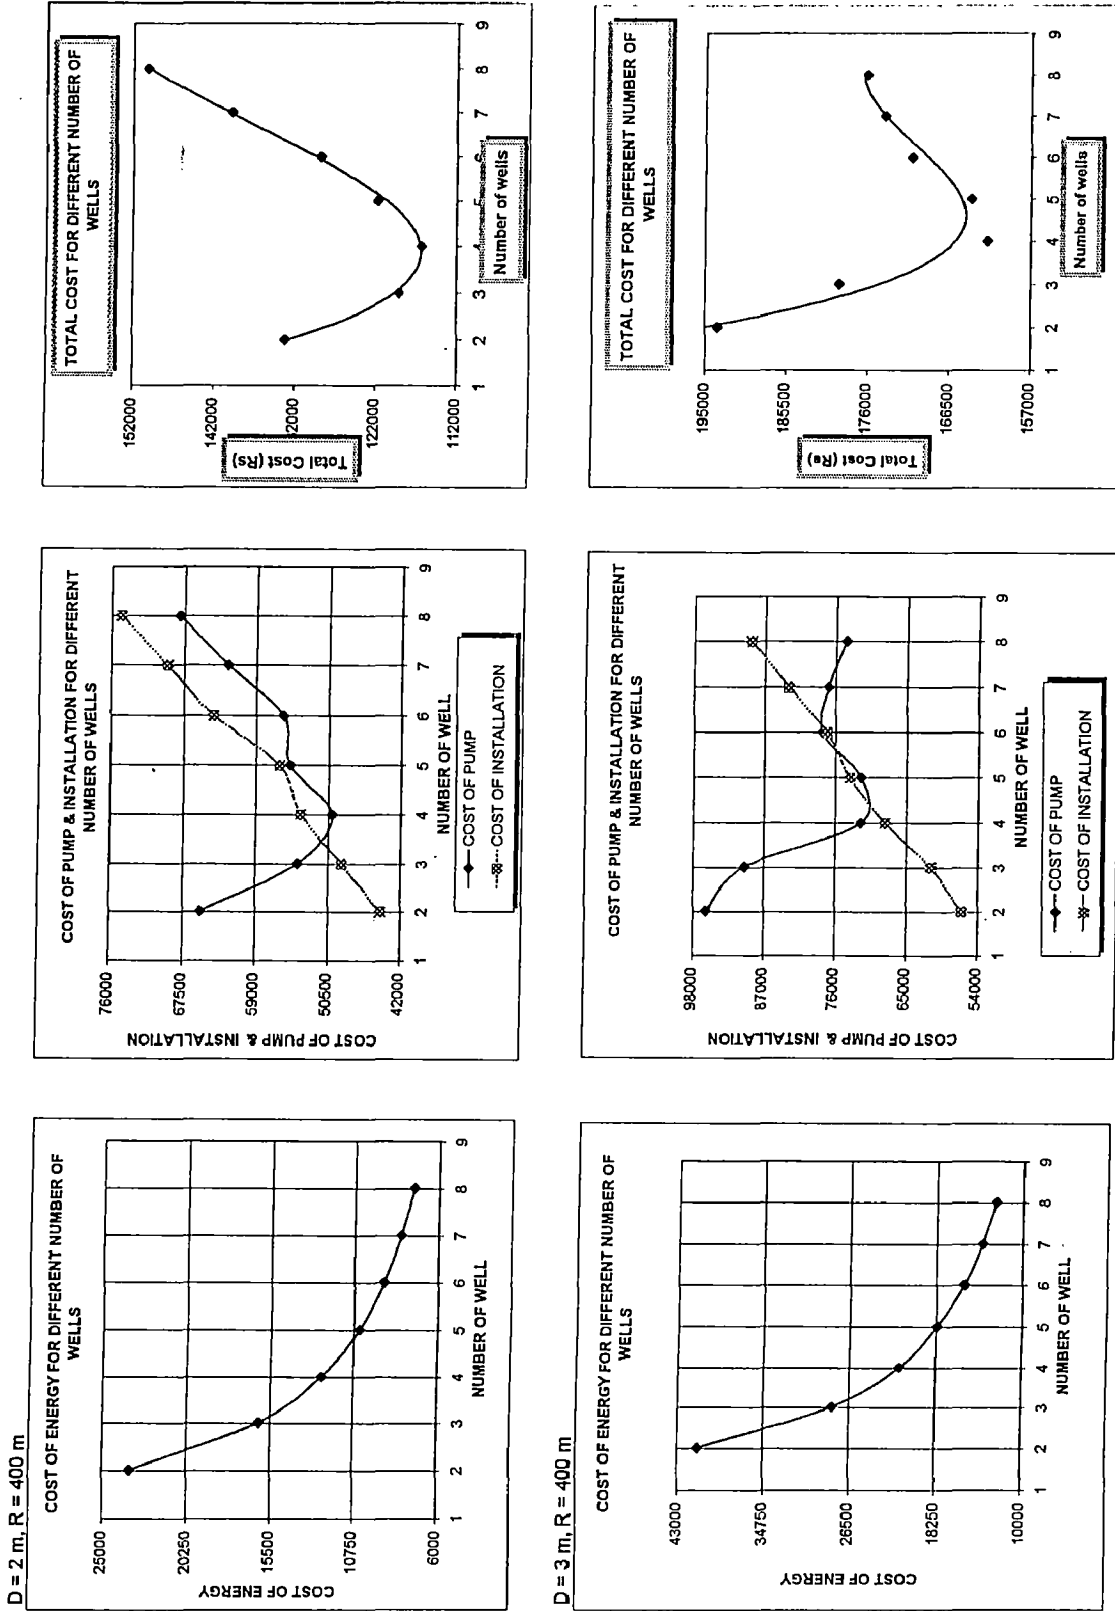 D = 2 m, R = 400 m
COST OF ENERGY FOR DIFFERENT NUMBER OF
WELLS
COST OF ENERGY
25000
20250
15500
10750
6000
1 2 3 4 5 6 7 8 9
NUMBER OF WELL
COST OF PUMP & INSTALLATION FOR DIFFERENT
NUMBER OF WELLS
COST OF PUMP & INSTALLATION
76000
67500
59000
50500
42000
1 2 3 4 5 6 7 8 9
NUMBER OF WELL
COST OF PUMP
COST OF INSTALLATION
TOTAL COST FOR DIFFERENT NUMBER OF
WELLS
Total Cost (Rs)
152000
142000
32000
122000
112000
1 2 3 4 5 6 7 8 9
Number of wells
D = 3 m, R = 400 m
COST OF ENERGY FOR DIFFERENT NUMBER OF
WELLS
COST OF ENERGY
43000
34750
26500
18250
10000
1 2 3 4 5 6 7 8 9
NUMBER OF WELL
COST OF PUMP & INSTALLATION FOR DIFFERENT
NUMBER OF WELLS
COST OF PUMP & INSTALLATION
98000
87000
76000
65000
54000
1 2 3 4 5 6 7 8 9
NUMBER OF WELL
COST OF PUMP
COST OF INSTALLATION
TOTAL COST FOR DIFFERENT NUMBER OF
WELLS
Total Cost (Rs)
195000
185500
176000
166500
157000
1 2 3 4 5 6 7 8 9
Number of wells